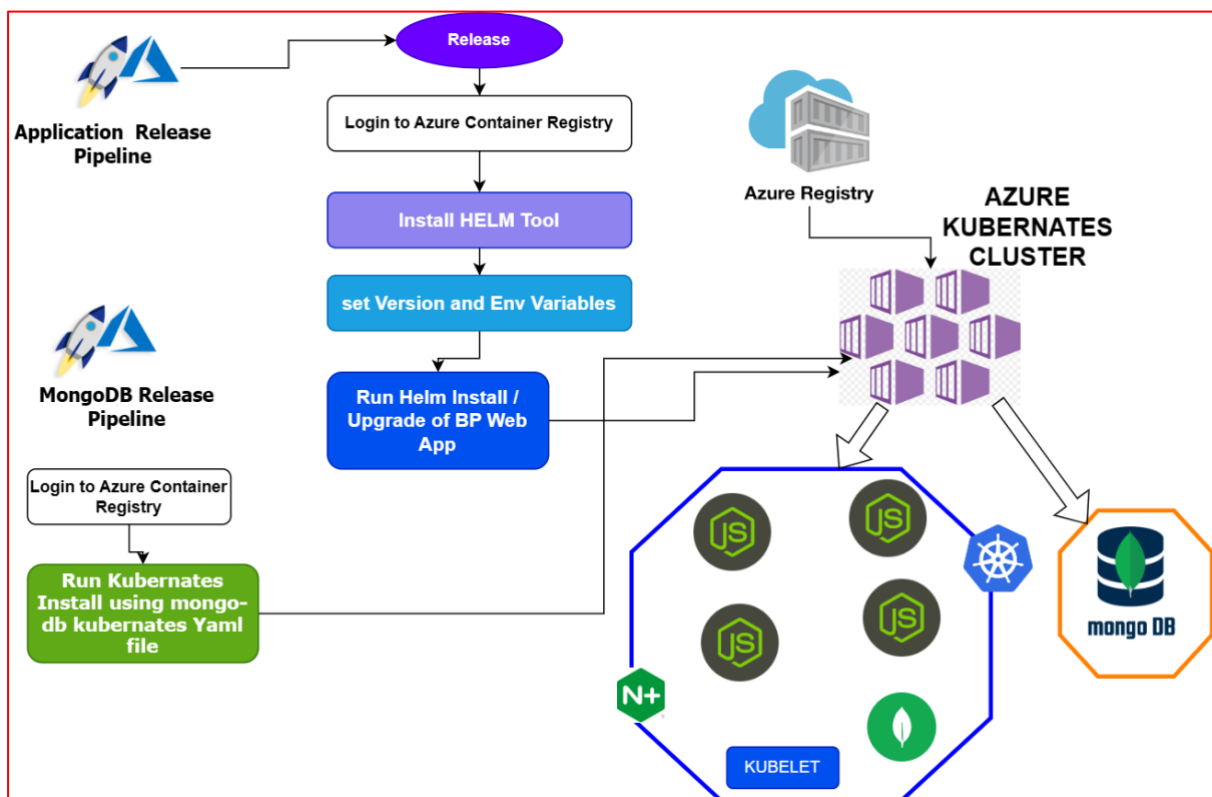 Release
Application  Release
Pipeline
Login to Azure Container Registry
Install HELM Tool
set Version and Env Variables
Run Helm Install /
Upgrade of BP Web
App
MongoDB Release
Pipeline
Login to Azure Container
Registry
Run Kubernates
Install using mongo-
db kubernates Yaml
file
Azure Registry
AZURE
KUBERNATES
CLUSTER
JS
JS
JS
JS
N+
KUBELET
mongo DB